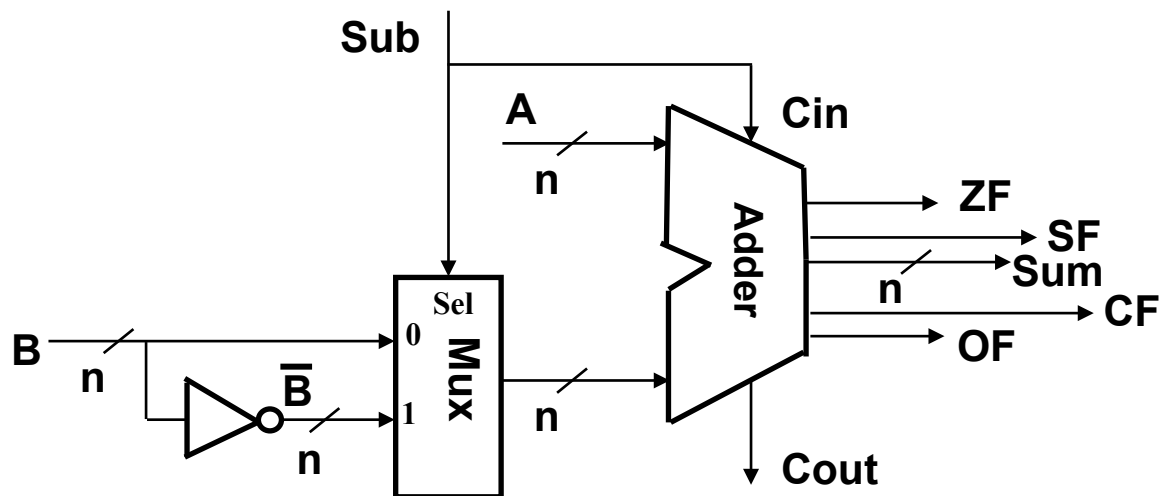 Sub
A
Cin
n
ZF
Adder
SF
Sum
n
Sel
CF
0
B
Mux
OF
n
B̅
n
1
n
Cout